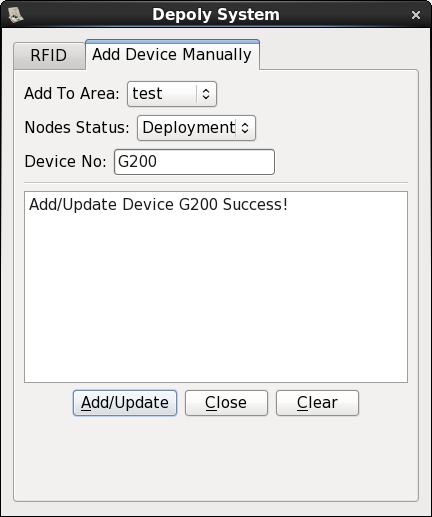 Depoly System
RFID
Add Device Manually
Add To Area: test
Nodes Status: Deployment
Device No: G200
Add/Update Device G200 Success!
Add/Update Close Clear